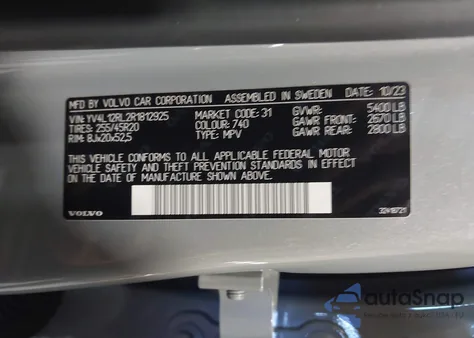 BY VOLVO CAR CORPORATION ASSEMBLED IN SWEDEN DATE: 10/23
VIN: YV4L12RL2R1812925 MARKET CODE: 31 GVWR: 5400 LB
TIRES: 255/45R20 COLOUR: 740 GAWR FRONT: 2670 LB
RIM: 8Jx20x52,5 TYPE: MPV GAWR REAR: 2800 LB
THIS VEHICLE CONFORMS TO ALL APPLICABLE FEDERAL MOTOR
VEHICLE SAFETY AND THEFT PREVENTION STANDARDS IN EFFECT
ON THE DATE OF MANUFACTURE SHOWN ABOVE.
VOLVO
autoSnap